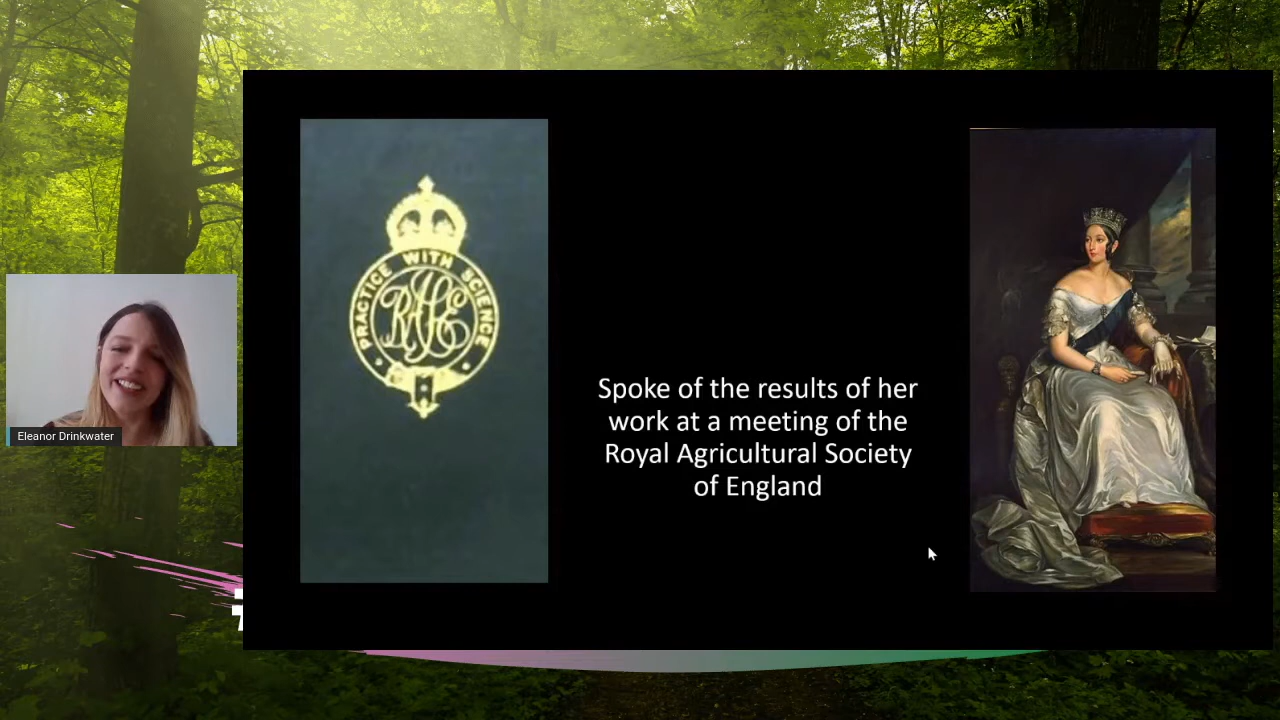 PRACTICE WITH SCIENCE
RASE
Spoke of the results of her
work at a meeting of the
Royal Agricultural Society
of England
Eleanor Drinkwater